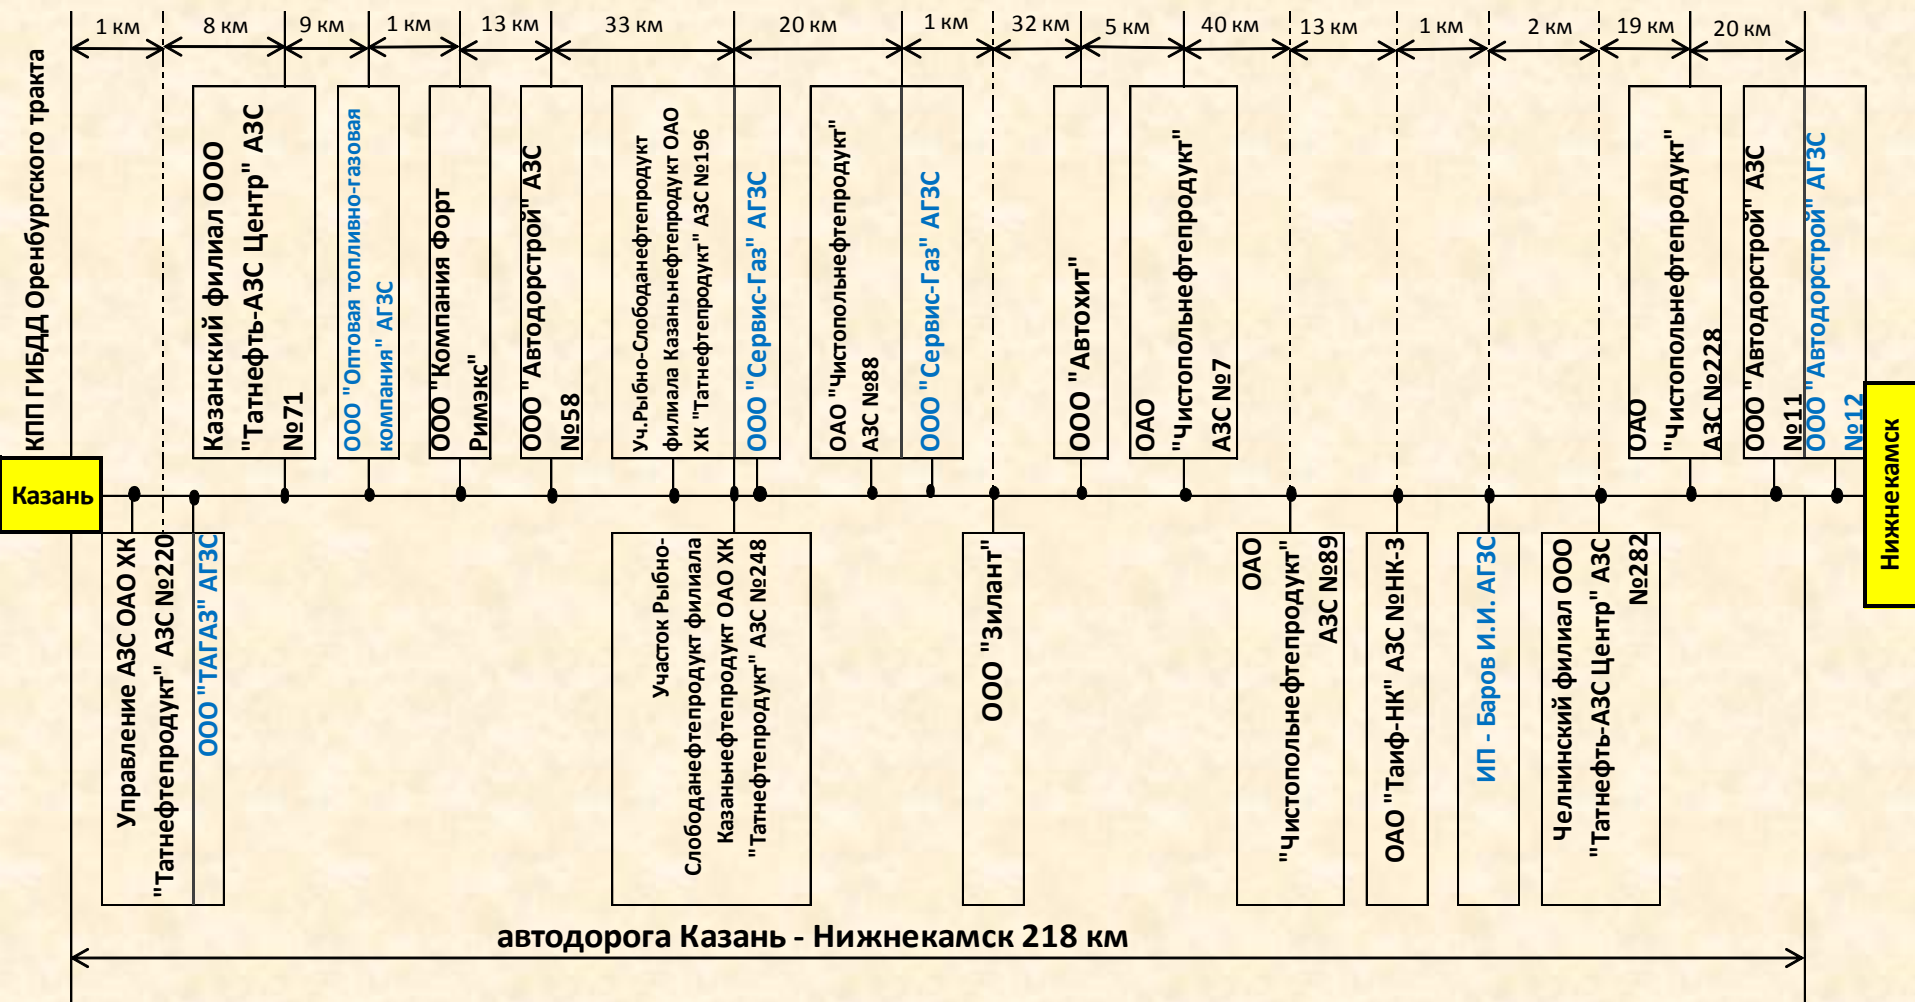 1 км
8 км
9 км
1 км
13 км
33 км
20 км
1 км
32 км
5 км
40 км
13 км
1 км
2 км
19 км
20 км
КПП ГИБДД Оренбургского тракта
Казанский филиал ООО
"Татнефть-АЗС Центр" АЗС
№71
ООО "Оптовая топливно-газовая
компания" АГЗС
ООО "Компания Форт
Римэкс"
ООО "Автодорстрой" АЗС
№58
Уч.Рыбно-Слободанефтепродукт
филиала Казаньнефтепродукт ОАО
ХК "Татнефтепродукт" АЗС №196
ООО "Сервис-Газ" АГЗС
ОАО "Чистопольнефтепродукт"
АЗС №88
ООО "Сервис-Газ" АГЗС
ООО "Автохит"
ОАО
"Чистопольнефтепродукт"
АЗС №7
ОАО
"Чистопольнефтепродукт"
АЗС №228
ООО "Автодорстрой" АЗС
№11
ООО "Автодорстрой" АГЗС
№12
Казань
Нижнекамск
Управление АЗС ОАО ХК
"Татнефтепродукт" АЗС №220
ООО "ТАГАЗ" АГЗС
Участок Рыбно-
Слободанефтепродукт филиала
Казаньнефтепродукт ОАО ХК
"Татнефтепродукт" АЗС №248
ООО "Зилант"
ОАО
"Чистопольнефтепродукт"
АЗС №89
ОАО "Таиф-НК" АЗС №НК-3
ИП - Баров И.И. АГЗС
Челнинский филиал ООО
"Татнефть-АЗС Центр" АЗС
№282
автодорога Казань - Нижнекамск 218 км